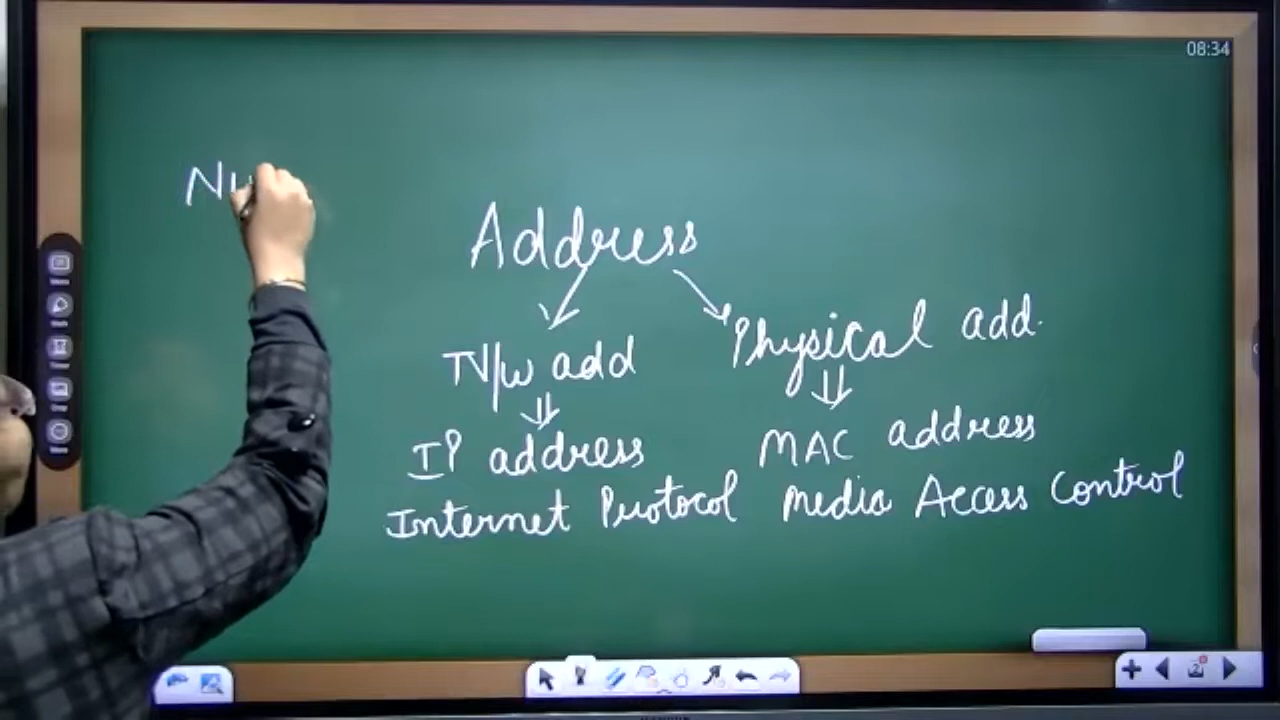 08:34
Address
N/w add
Physical add.
IP address
MAC address
Internet Protocol
Media Access Control